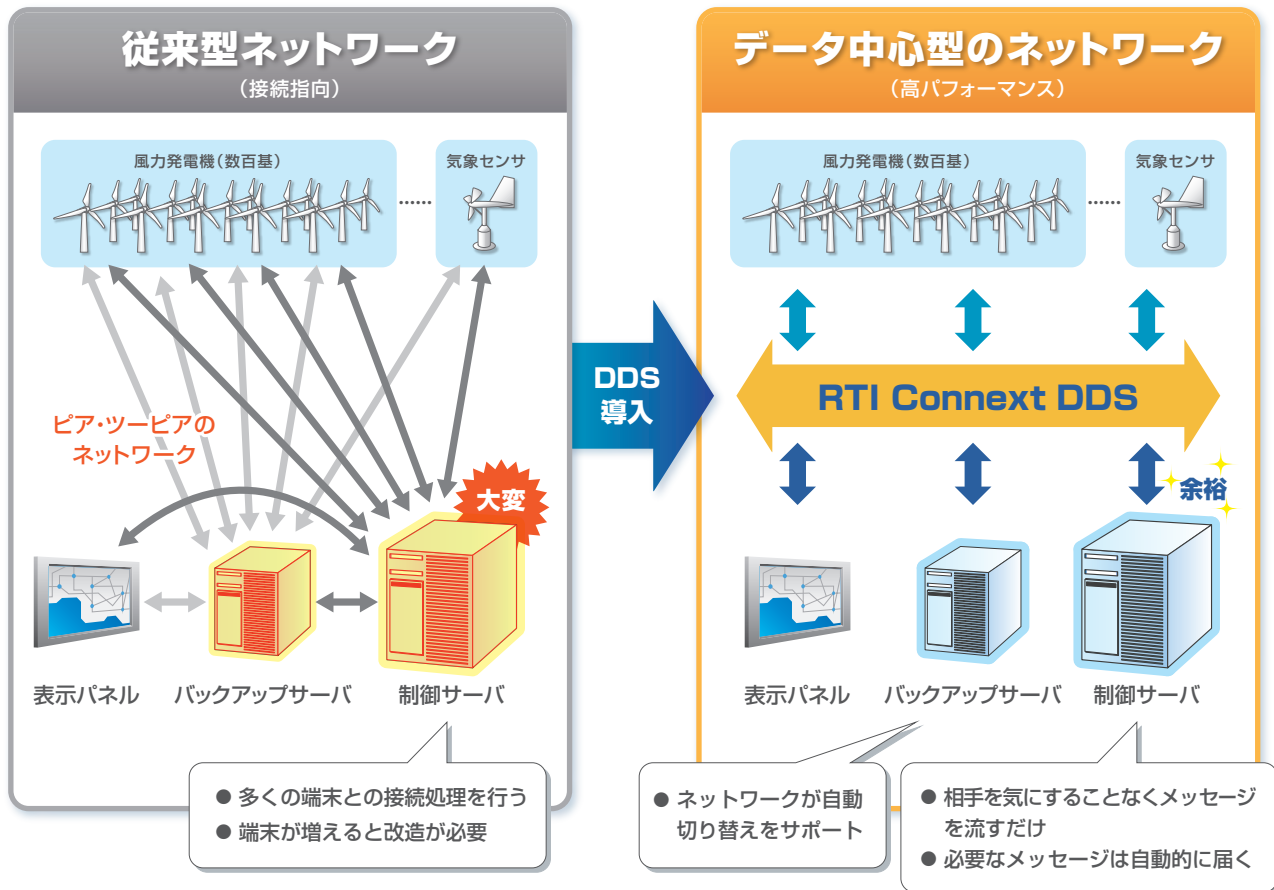 従来型ネットワーク
（接続指向）
風力発電機（数百基）
……
気象センサ
ピア・ツーピアの
ネットワーク
大変
表示パネル
バックアップサーバ
制御サーバ
● 多くの端末との接続処理を行う
● 端末が増えると改造が必要
DDS
導入
データ中心型のネットワーク
（高パフォーマンス）
風力発電機（数百基）
……
気象センサ
RTI Connext DDS
余裕
表示パネル
バックアップサーバ
制御サーバ
● ネットワークが自動
切り替えをサポート
● 相手を気にすることなくメッセージ
を流すだけ
● 必要なメッセージは自動的に届く